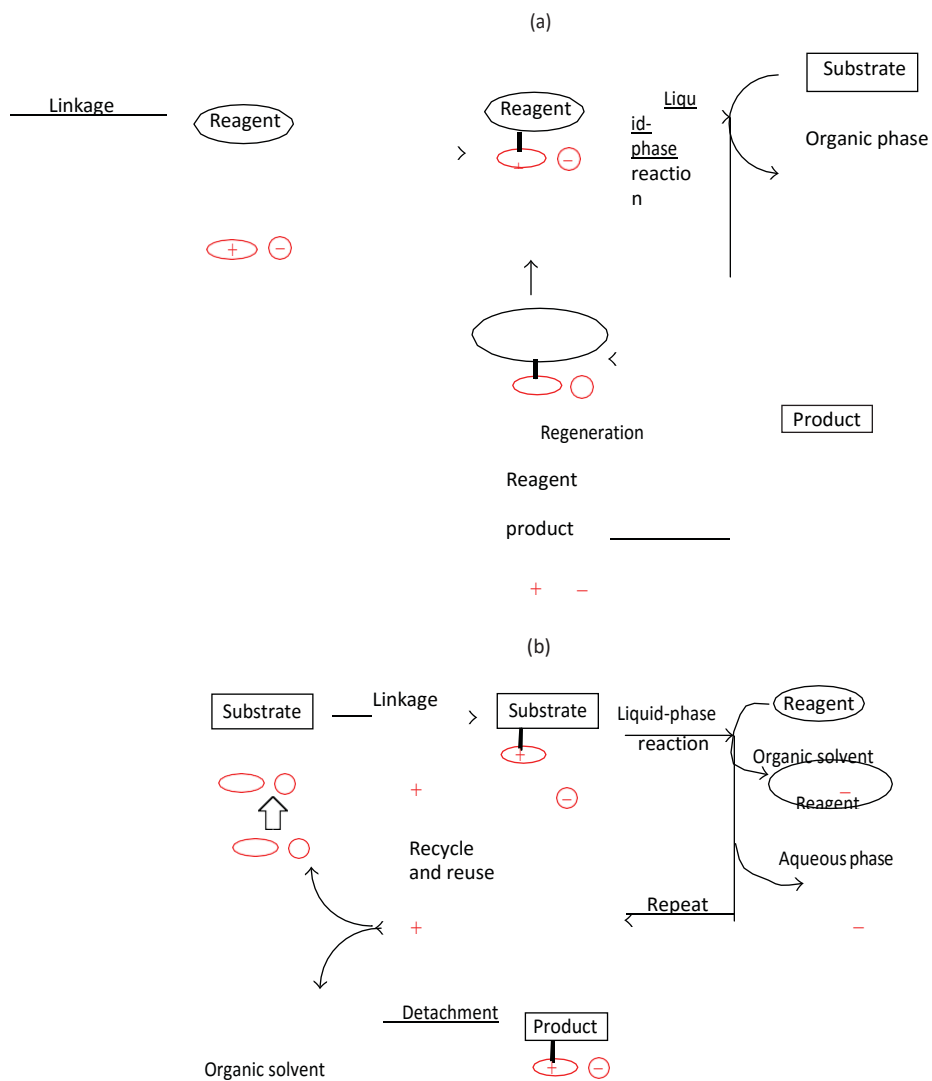 (a)
Substrate
Linkage
Reagent
Reagent
Liqu
id-
phase
reactio
n
Organic phase
+
−
+ −
Product
Regeneration
Reagent
product
+ −
(b)
Substrate
Linkage
Substrate
Liquid-phase
reaction
Reagent
+
Organic solvent
+
−
−
Reagent
Recycle
and reuse
Aqueous phase
Repeat
+
−
Detachment
Product
Organic solvent
+ −